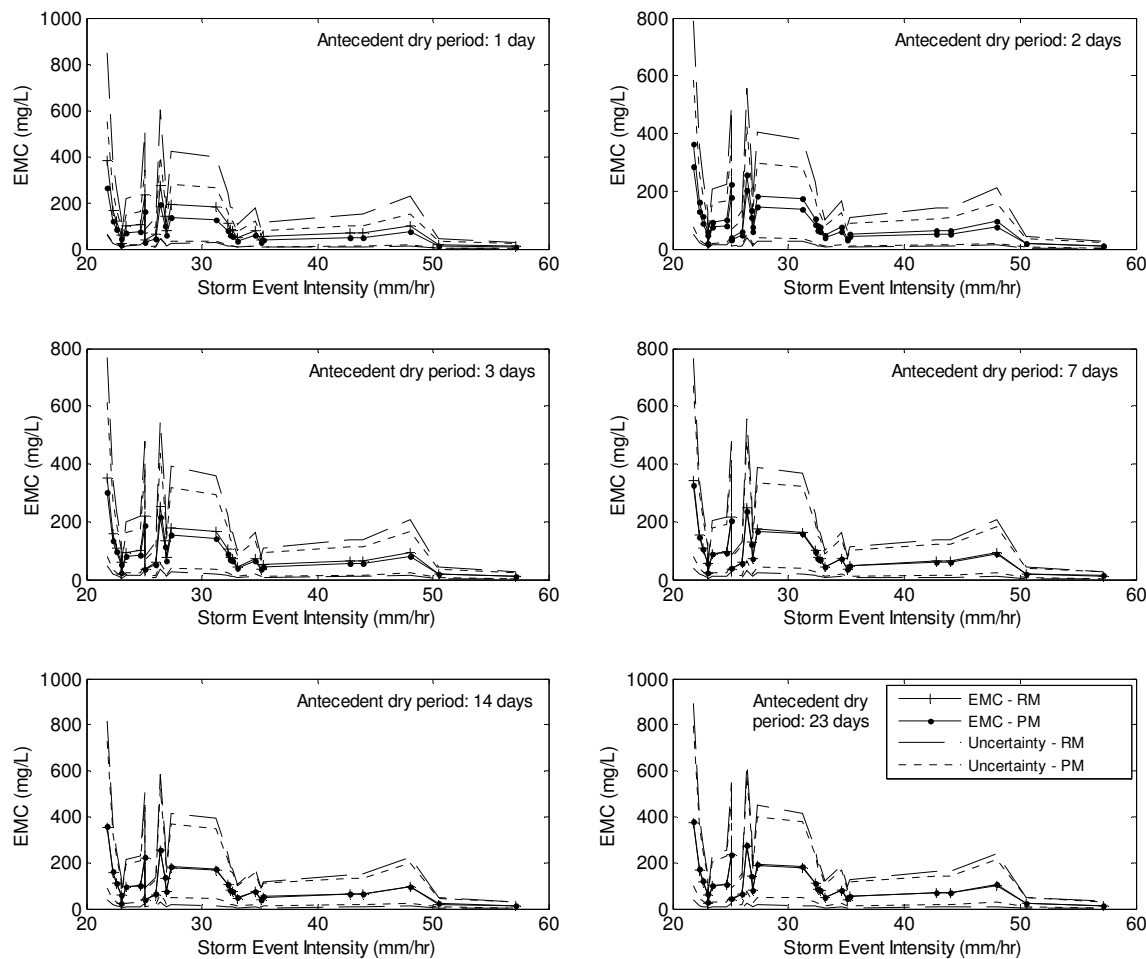 1000
800
600
400
200
0
EMC (mg/L)
Antecedent dry period: 1 day
20 30 40 50 60
Storm Event Intensity (mm/hr)
800
600
400
200
0
EMC (mg/L)
Antecedent dry period: 2 days
20 30 40 50 60
Storm Event Intensity (mm/hr)
800
600
400
200
0
EMC (mg/L)
Antecedent dry period: 3 days
20 30 40 50 60
Storm Event Intensity (mm/hr)
800
600
400
200
0
EMC (mg/L)
Antecedent dry period: 7 days
20 30 40 50 60
Storm Event Intensity (mm/hr)
1000
800
600
400
200
0
EMC (mg/L)
Antecedent dry period: 14 days
20 30 40 50 60
Storm Event Intensity (mm/hr)
1000
800
600
400
200
0
EMC (mg/L)
Antecedent dry
period: 23 days
EMC - RM
EMC - PM
Uncertainty - RM
Uncertainty - PM
20 30 40 50 60
Storm Event Intensity (mm/hr)